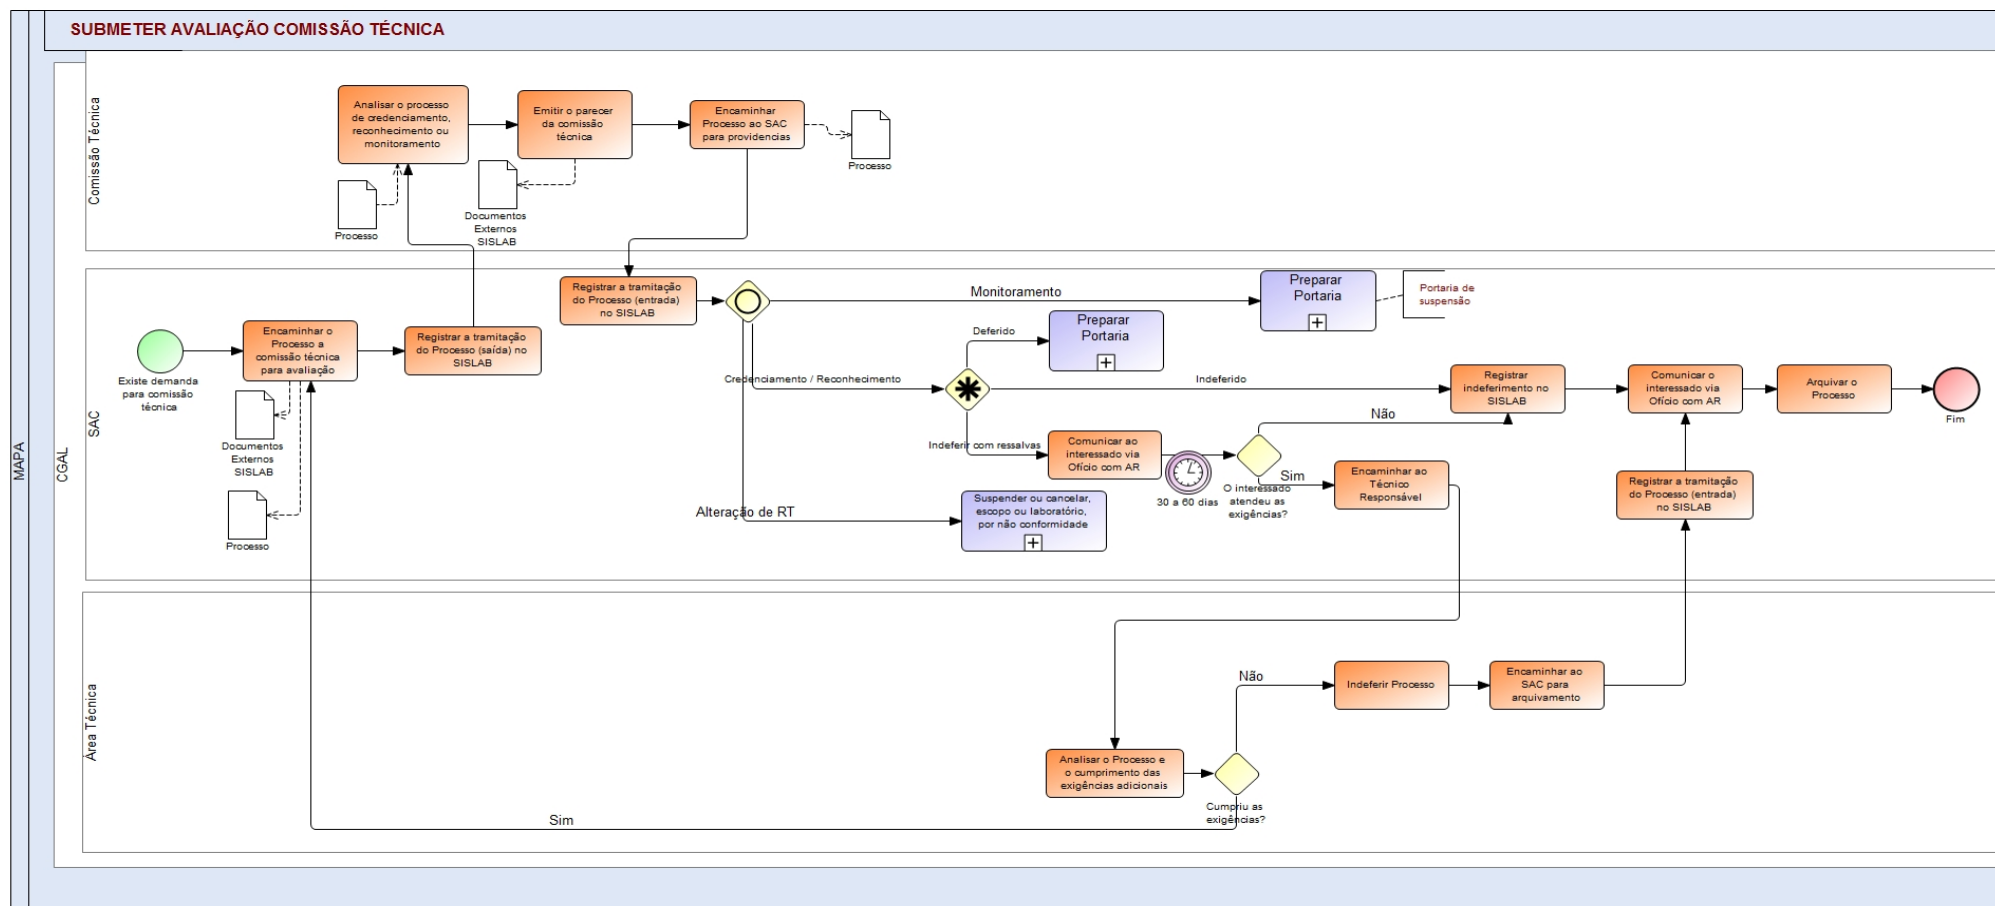 SUBMETER AVALIAÇÃO COMISSÃO TÉCNICA
MAPA
CGAL
Comissão Técnica
Analisar o processo
de credenciamento,
reconhecimento ou
monitoramento
Emitir o parecer
da comissão
técnica
Encaminhar
Processo ao SAC
para providencias
Processo
Processo
Documentos
Externos
SISLAB
SAC
Existe demanda
para comissão
técnica
Encaminhar o
Processo a
comissão técnica
para avaliação
Documentos
Externos
SISLAB
Processo
Registrar a tramitação
do Processo (saída) no
SISLAB
Registrar a tramitação
do Processo (entrada)
no SISLAB
Monitoramento
Preparar
Portaria
Portaria de
suspensão
Credenciamento / Reconhecimento
Deferido
Preparar
Portaria
Indeferido
Indeferir com ressalvas
Comunicar ao
interessado via
Ofício com AR
30 a 60 dias
O interessado
atendeu as
exigências?
Não
Sim
Encaminhar ao
Técnico
Responsável
Alteração de RT
Suspender ou cancelar,
escopo ou laboratório,
por não conformidade
Registrar
indeferimento no
SISLAB
Comunicar o
interessado via
Ofício com AR
Arquivar o
Processo
Fim
Registrar a tramitação
do Processo (entrada)
no SISLAB
Área Técnica
Analisar o Processo e
o cumprimento das
exigências adicionais
Cumpriu as
exigências?
Não
Sim
Indeferir Processo
Encaminhar ao
SAC para
arquivamento